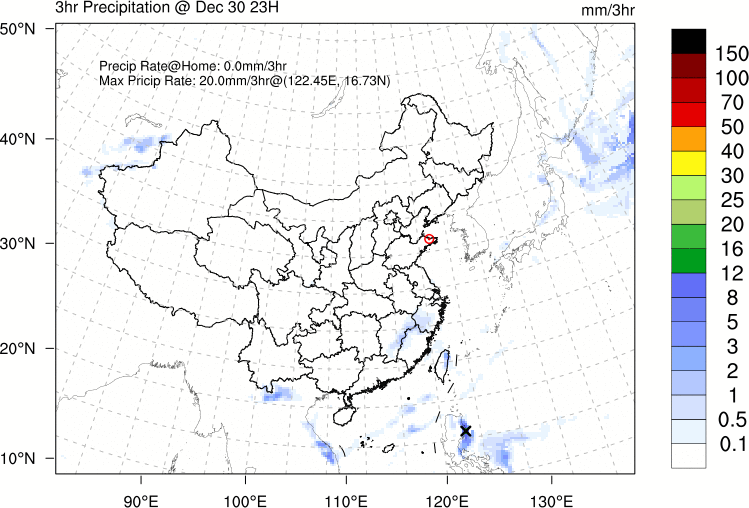 3hr Precipitation @ Dec 30 23H
mm/3hr
Precip Rate@Home: 0.0mm/3hr
Max Pricip Rate: 20.0mm/3hr@(122.45E, 16.73N)
50°N
40°N
30°N
20°N
10°N
90°E
100°E
110°E
120°E
130°E
150
100
70
50
40
30
25
20
16
12
8
5
3
2
1
0.5
0.1